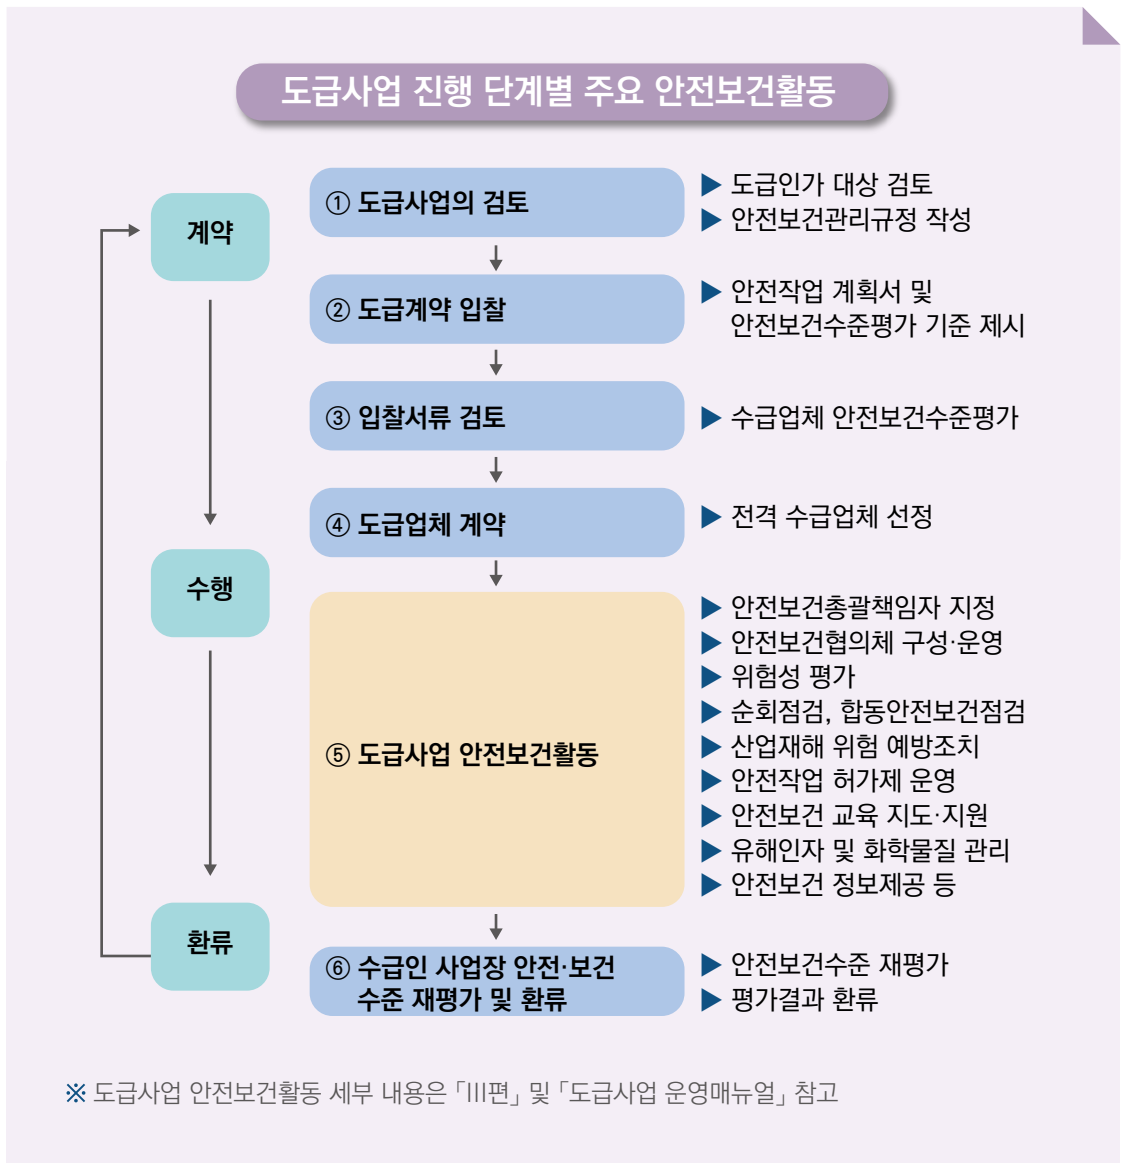 도급사업 진행 단계별 주요 안전보건활동
계약
수행
환류
① 도급사업의 검토
▶ 도급인가 대상 검토
▶ 안전보건관리규정 작성
② 도급계약 입찰
▶ 안전작업 계획서 및
안전보건수준평가 기준 제시
③ 입찰서류 검토
▶ 수급업체 안전보건수준평가
④ 도급업체 계약
▶ 전격 수급업체 선정
⑤ 도급사업 안전보건활동
▶ 안전보건총괄책임자 지정
▶ 안전보건협의체 구성·운영
▶ 위험성 평가
▶ 순회점검, 합동안전보건점검
▶ 산업재해 위험 예방조치
▶ 안전작업 허가제 운영
▶ 안전보건 교육 지도·지원
▶ 유해인자 및 화학물질 관리
▶ 안전보건 정보제공 등
⑥ 수급인 사업장 안전·보건
수준 재평가 및 환류
▶ 안전보건수준 재평가
▶ 평가결과 환류
※ 도급사업 안전보건활동 세부 내용은 「III편」 및 「도급사업 운영매뉴얼」 참고